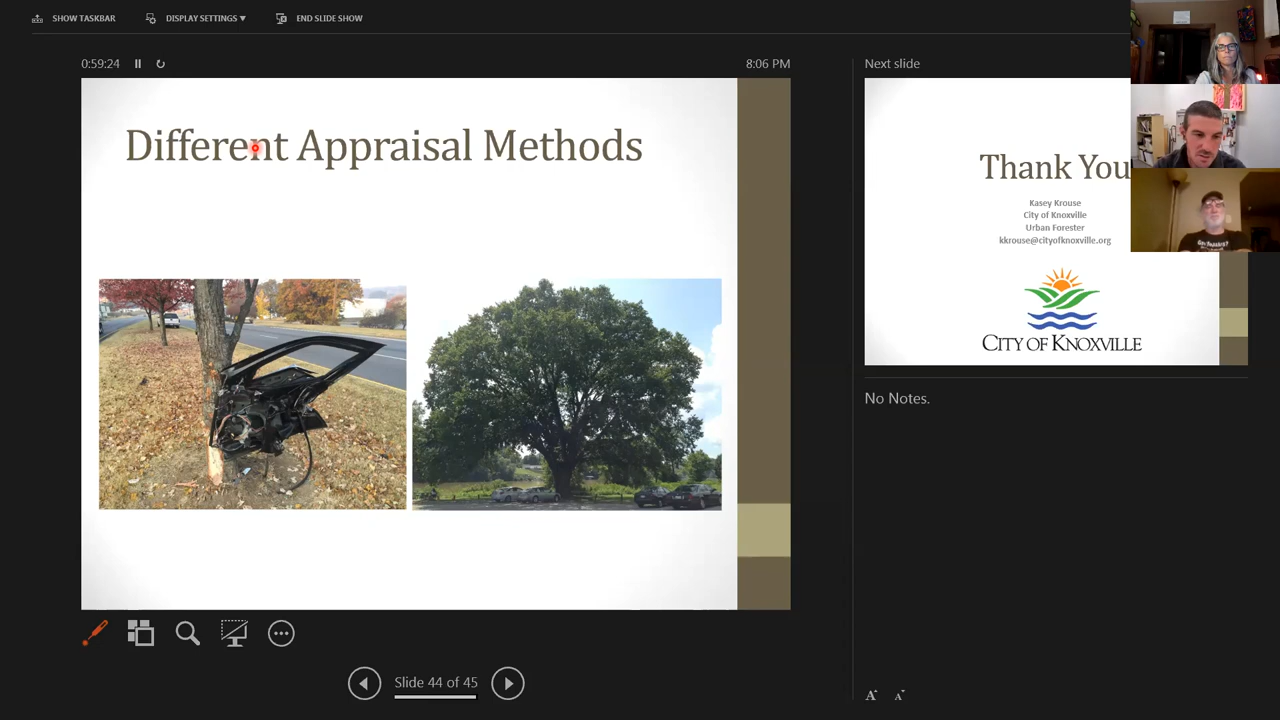 SHOW TASKBAR
DISPLAY SETTINGS ▾
END SLIDE SHOW
0:59:24
8:06 PM
Next slide
Different Appraisal Methods
Thank You
Kasey Krouse
City of Knoxville
Urban Forester
kkrouse@cityofknoxville.org
CITY OF KNOXVILLE
No Notes.
Slide 44 of 45
A
A